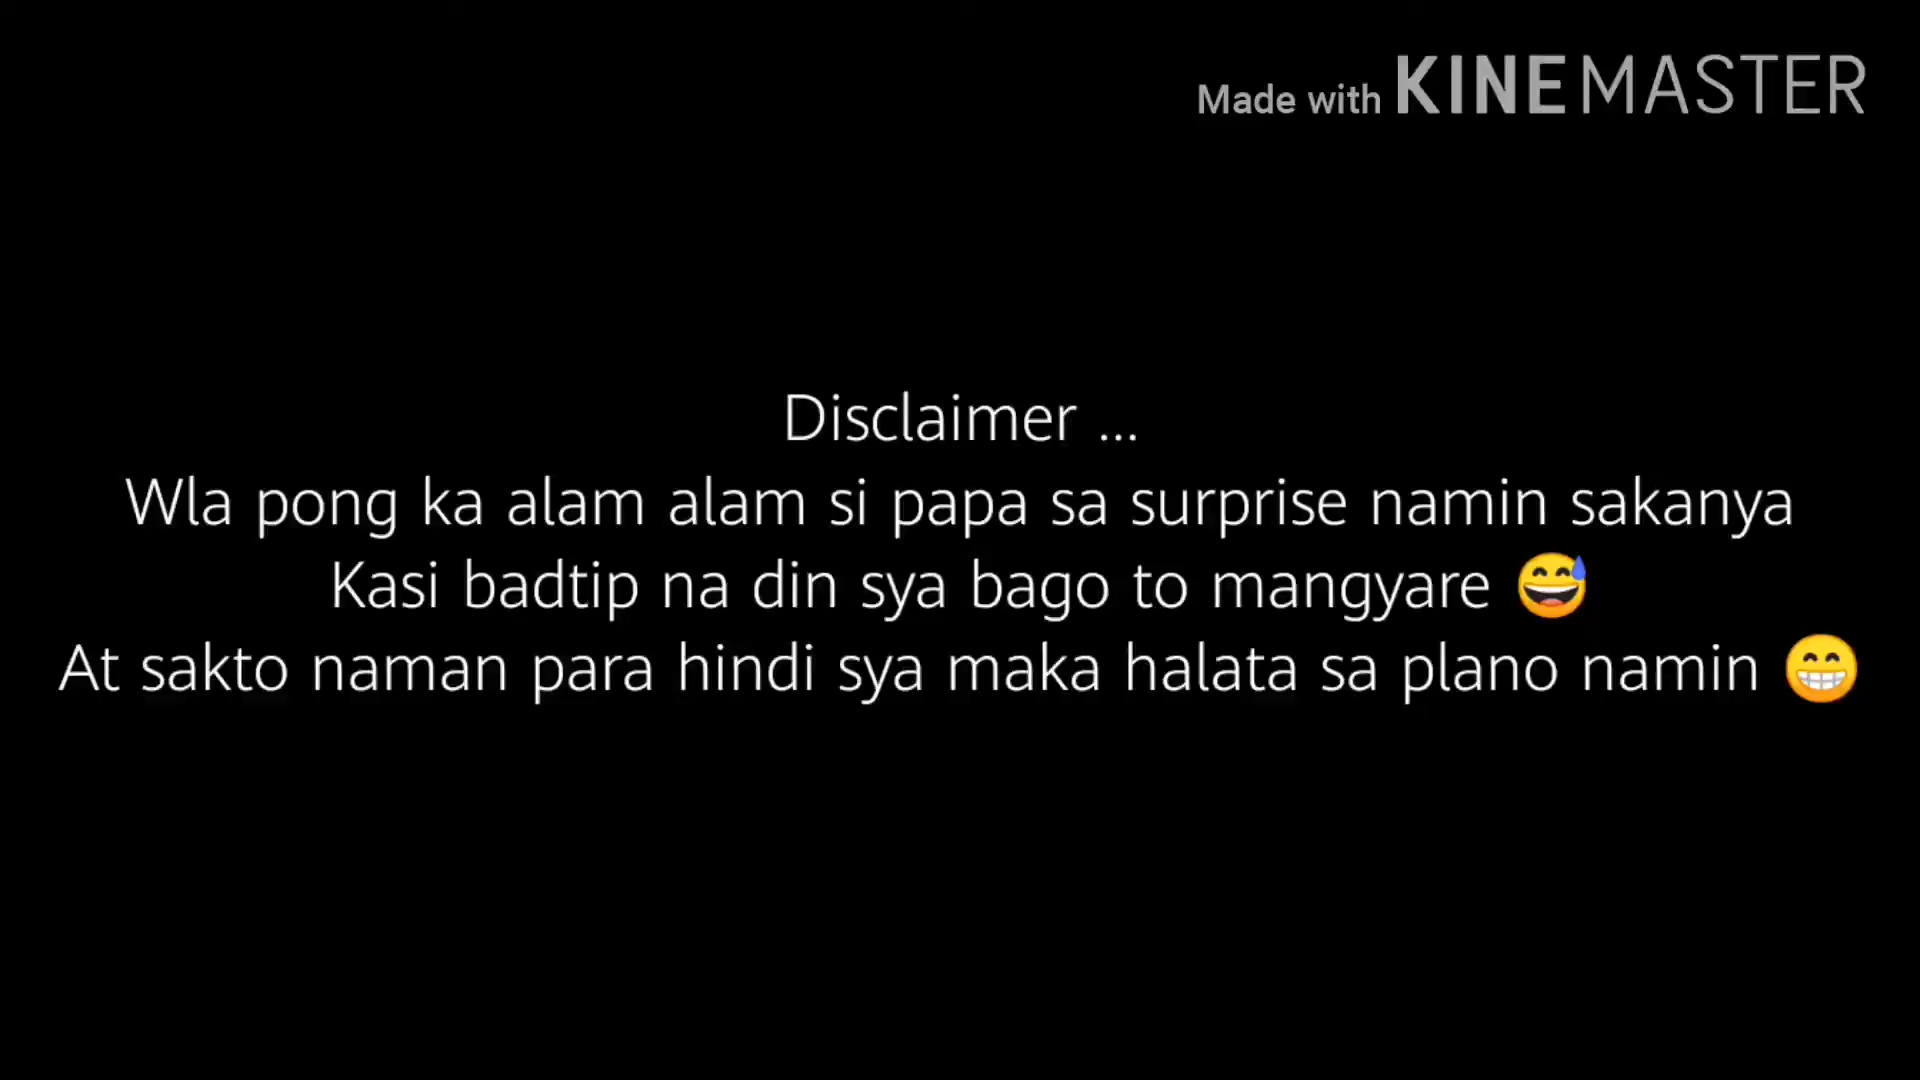 Made with KINEMASTER
Disclaimer ...
Wla pong ka alam alam si papa sa surprise namin sakanya
Kasi badtip na din sya bago to mangyare 😅
At sakto naman para hindi sya maka halata sa plano namin 😁